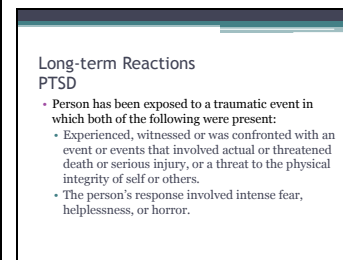 Long-term Reactions
PTSD
• Person has been exposed to a traumatic event in
which both of the following were present:
• Experienced, witnessed or was confronted with an
event or events that involved actual or threatened
death or serious injury, or a threat to the physical
integrity of self or others.
• The person's response involved intense fear,
helplessness, or horror.